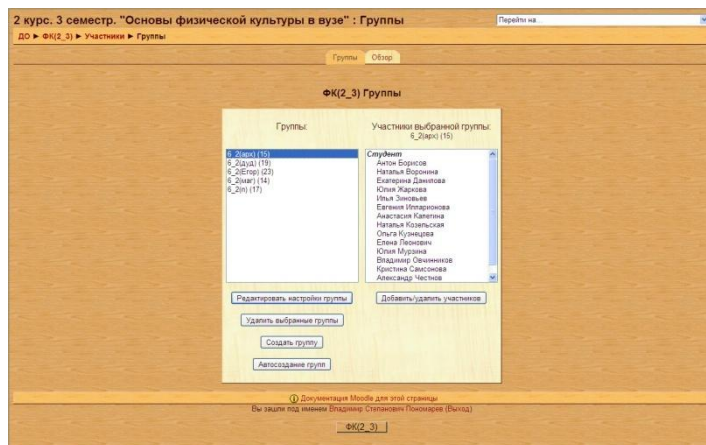 2 курс. 3 семестр. "Основы физической культуры в вузе" : Группы
Перейти на...
ДО ► ФК(2_3) ► Участники ► Группы
Группы Обзор
ФК(2_3) Группы
Группы:
6_2(арх) (15)
6_2(дуд) (19)
6_2(Егор) (23)
6_2(маг) (14)
6_2(п) (17)
Редактировать настройки группы
Удалить выбранные группы
Создать группу
Автосоздание групп
Участники выбранной группы:
6_2(арх) (15)
Студент
Антон Борисов
Наталья Воронина
Екатерина Данилова
Юлия Жаркова
Илья Зиновьев
Евгения Илларионова
Анастасия Капетина
Наталья Козельская
Ольга Кузнецова
Елена Леонович
Юлия Мурзина
Владимир Овчинников
Кристина Самсонова
Александр Честнов
Добавить/удалить участников
Документация Moodle для этой страницы
Вы зашли под именем Владимир Степанович Пономарев (Выход)
ФК(2_3)